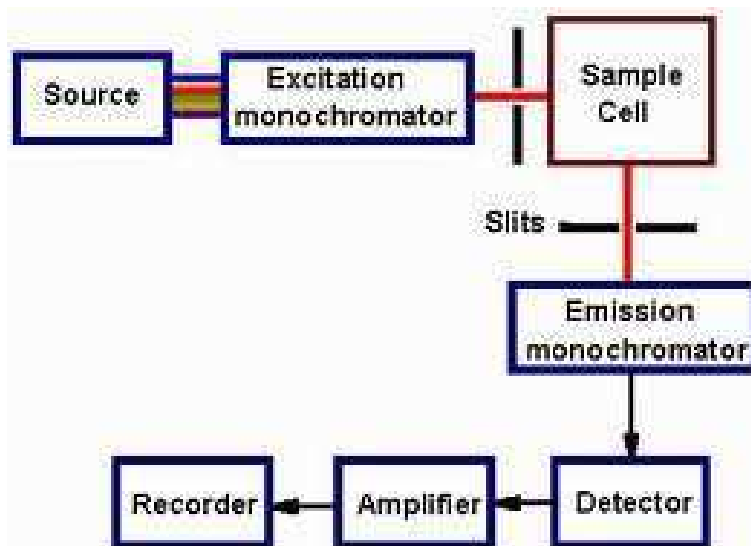 Source
Excitation
monochromator
Sample
Cell
Slits
Emission
monochromator
Recorder
Amplifier
Detector